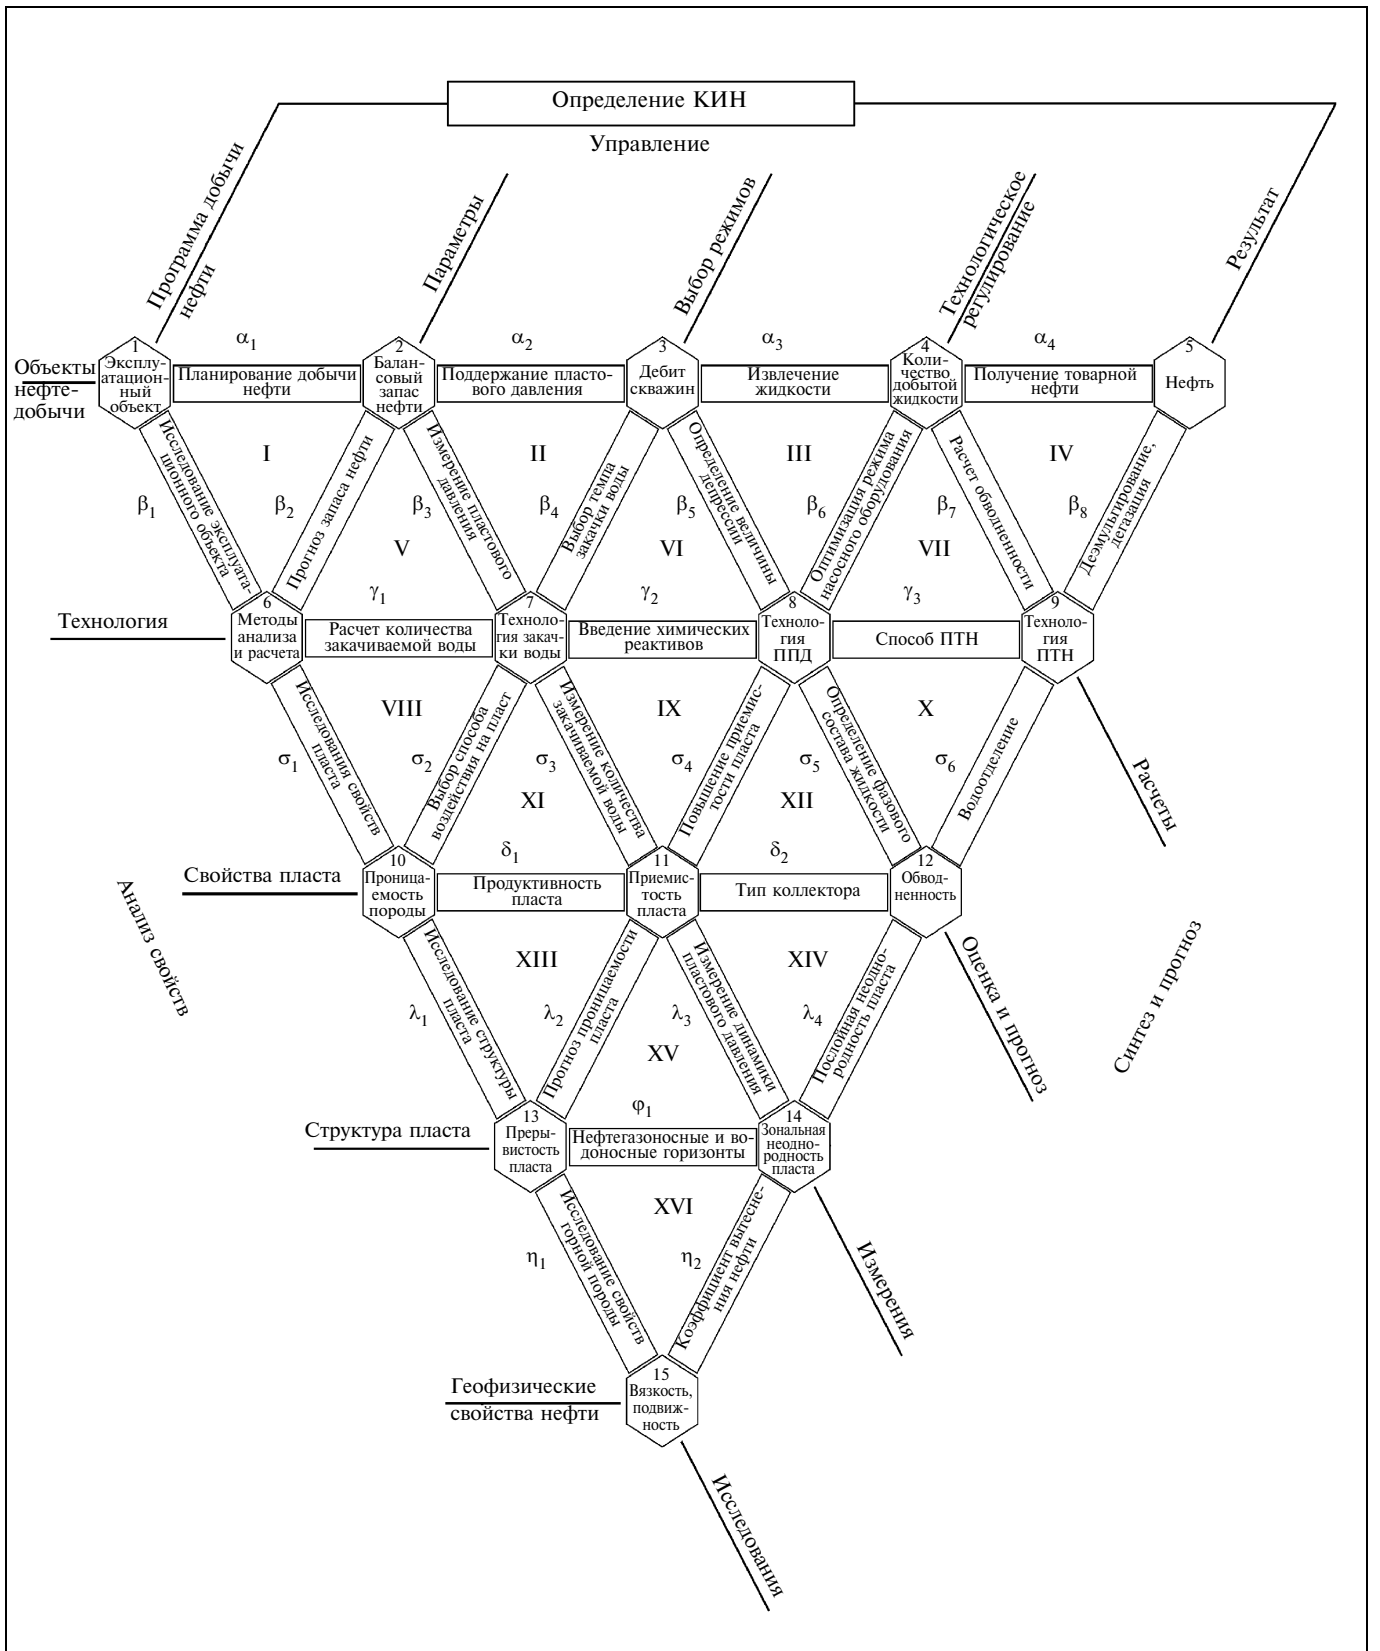 Определение КИН
Управление
Программа добычи
нефти
Параметры
Выбор режимов
Технологическое
регулирование
Результат
α1
α2
α3
α4
Объекты
нефте-
добычи
1
Эксплу-
атацион-
ный
объект
Планирование добычи
нефти
2
Балан-
совый
запас
нефти
Поддержание пласто-
вого давления
3
Дебит
скважин
Извлечение
жидкости
4
Коли-
чество
добытой
жидкости
Получение товарной
нефти
5
Нефть
I
II
III
IV
β1
Исследование эксплуата-
ционного объекта
β2
Прогноз запаса нефти
β3
Измерение пластового
давления
β4
Выбор темпа
закачки воды
β5
Определение величины
депрессии
β6
Оптимизация режима
насосного оборудования
β7
Расчет обводненности
β8
Деэмульгирование,
дегазация
V
VI
VII
γ1
γ2
γ3
Технология
6
Методы
анализа
и расчета
Расчет количества
закачиваемой воды
7
Техноло-
гия закач-
ки воды
Введение химических
реактивов
8
Техноло-
гия
ППД
Способ ПТН
9
Техноло-
гия
ПТН
VIII
IX
X
σ1
Исследования свойств
пласта
σ2
Выбор способа
воздействия на пласт
σ3
Измерение количества
закачиваемой воды
σ4
Повышение приемис-
тости пласта
σ5
Определение фазового
состава жидкости
σ6
Водоотделение
Расчеты
XI
XII
δ1
δ2
Свойства пласта
10
Проница-
емость
породы
Продуктивность
пласта
11
Приемис-
тость
пласта
Тип коллектора
12
Обвод-
ненность
Анализ свойств
XIII
XIV
λ1
Исследование структуры
пласта
λ2
Прогноз проницаемости
пласта
λ3
Измерение динамики
пластового давления
λ4
Послойная неодно-
родность пласта
Оценка и прогноз
Синтез и прогноз
XV
φ1
Структура пласта
13
Преры-
вистость
пласта
Нефтегазоносные и во-
доносные горизонты
14
Зональная
неодно-
родность
пласта
XVI
η1
Исследование свойств
горной породы
η2
Коэффициент вытесне-
ния нефти
Измерения
Геофизические
свойства нефти
15
Вязкость,
подвиж-
ность
Исследования